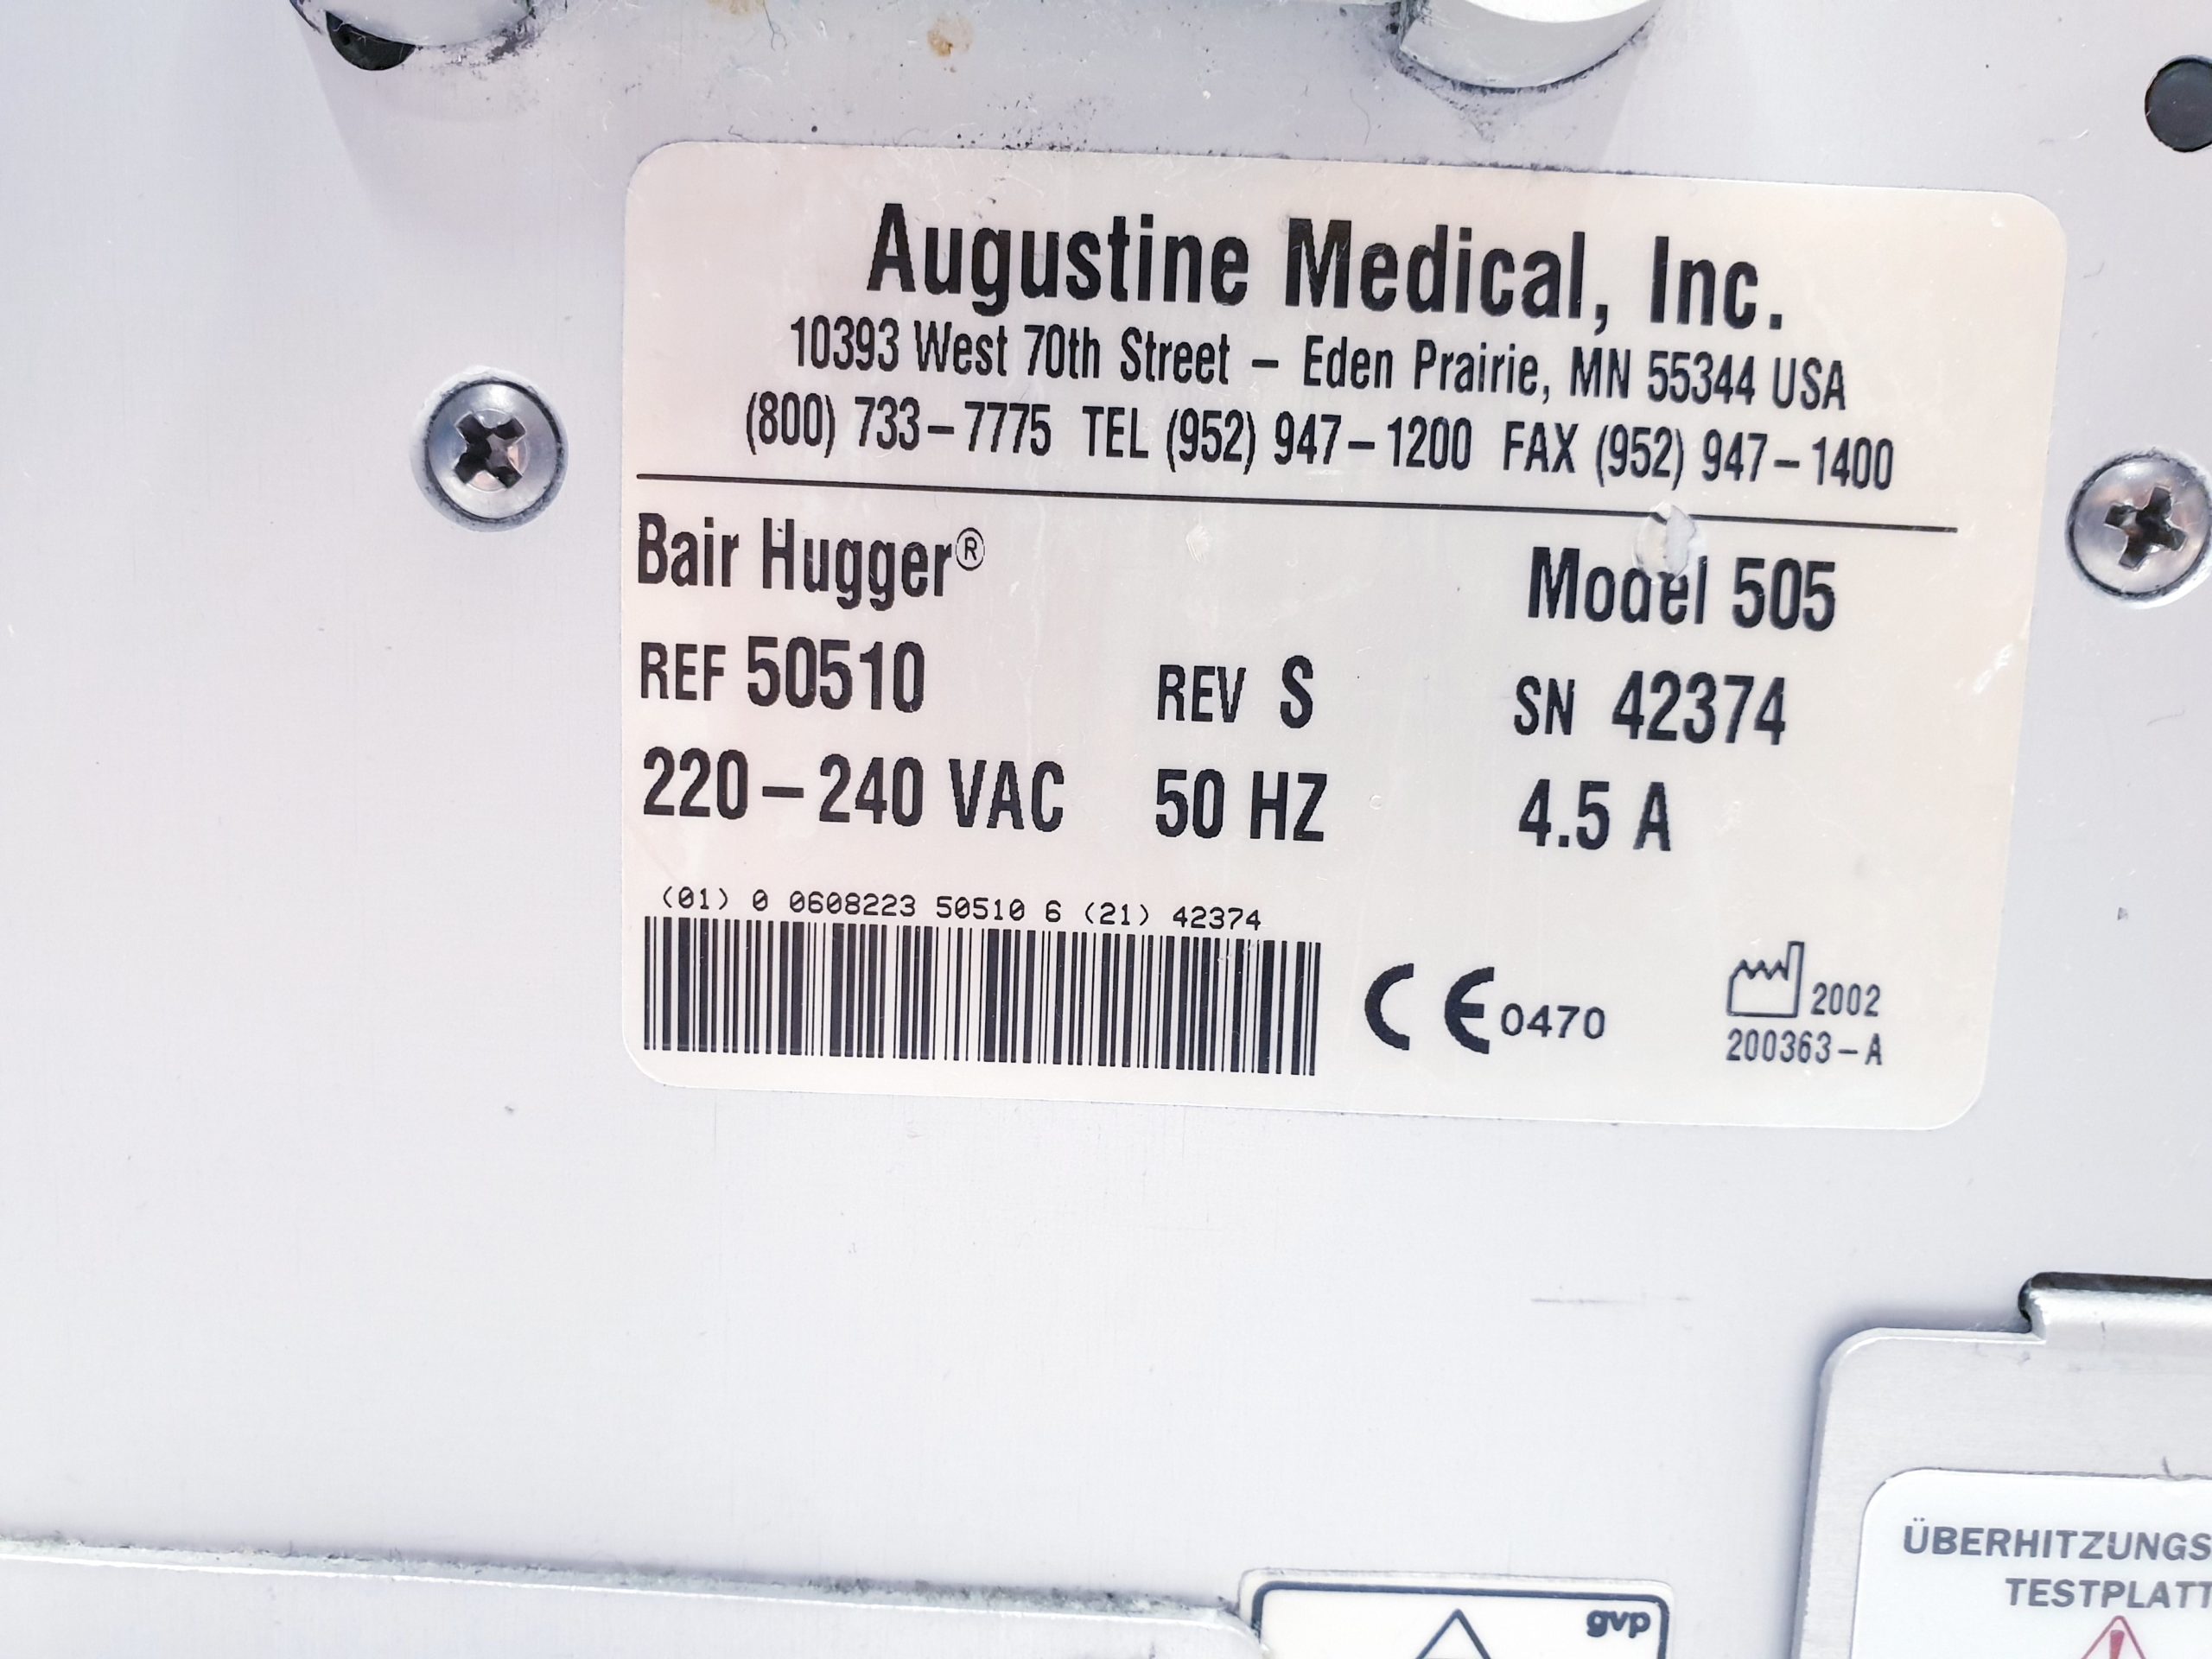 Augustine Medical, Inc.
10393 West 70th Street – Eden Prairie, MN 55344 USA
(800) 733–7775 TEL (952) 947–1200 FAX (952) 947–1400
Bair Hugger® Model 505
REF 50510 REV S SN 42374
220–240 VAC 50 HZ 4.5 A
(01) 0 0608223 50510 6 (21) 42374
CE 0470 2002
200363–A
ÜBERHITZUNGS
TESTPLATT
gvp